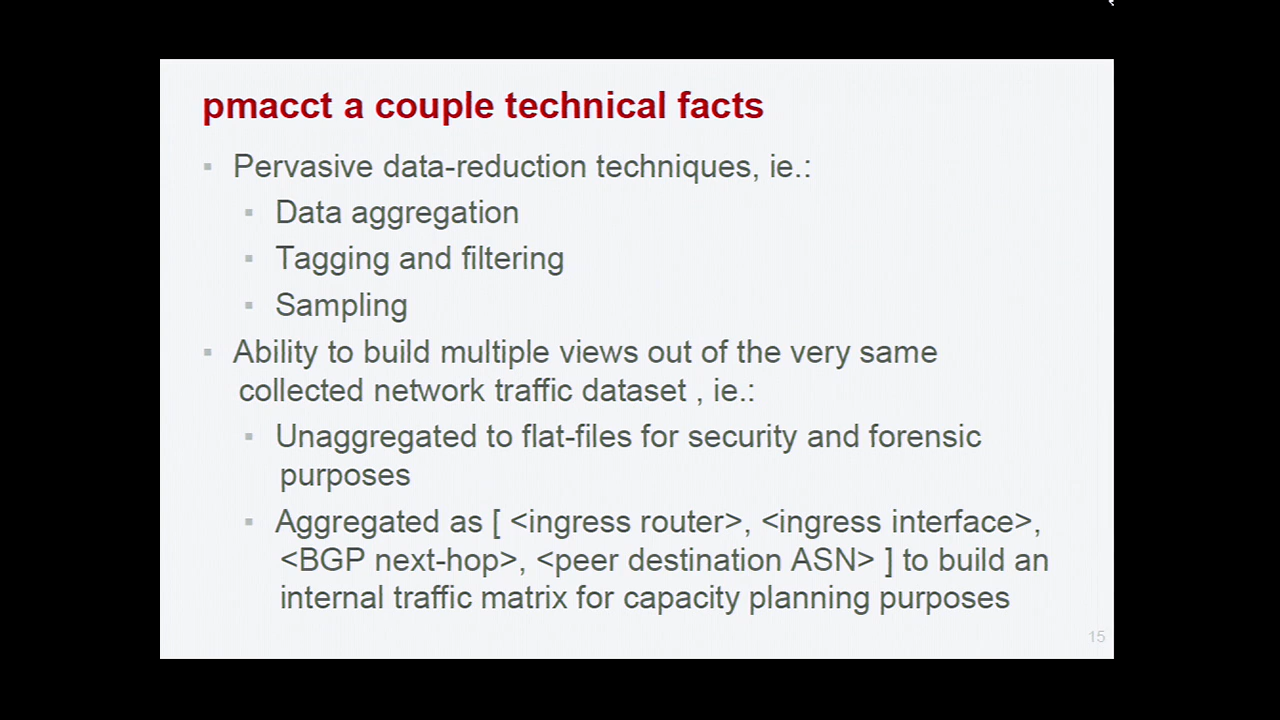 pmacct a couple technical facts
Pervasive data-reduction techniques, ie.:
Data aggregation
Tagging and filtering
Sampling
Ability to build multiple views out of the very same
collected network traffic dataset , ie.:
Unaggregated to flat-files for security and forensic
purposes
Aggregated as [ <ingress router>, <ingress interface>,
<BGP next-hop>, <peer destination ASN> ] to build an
internal traffic matrix for capacity planning purposes
15